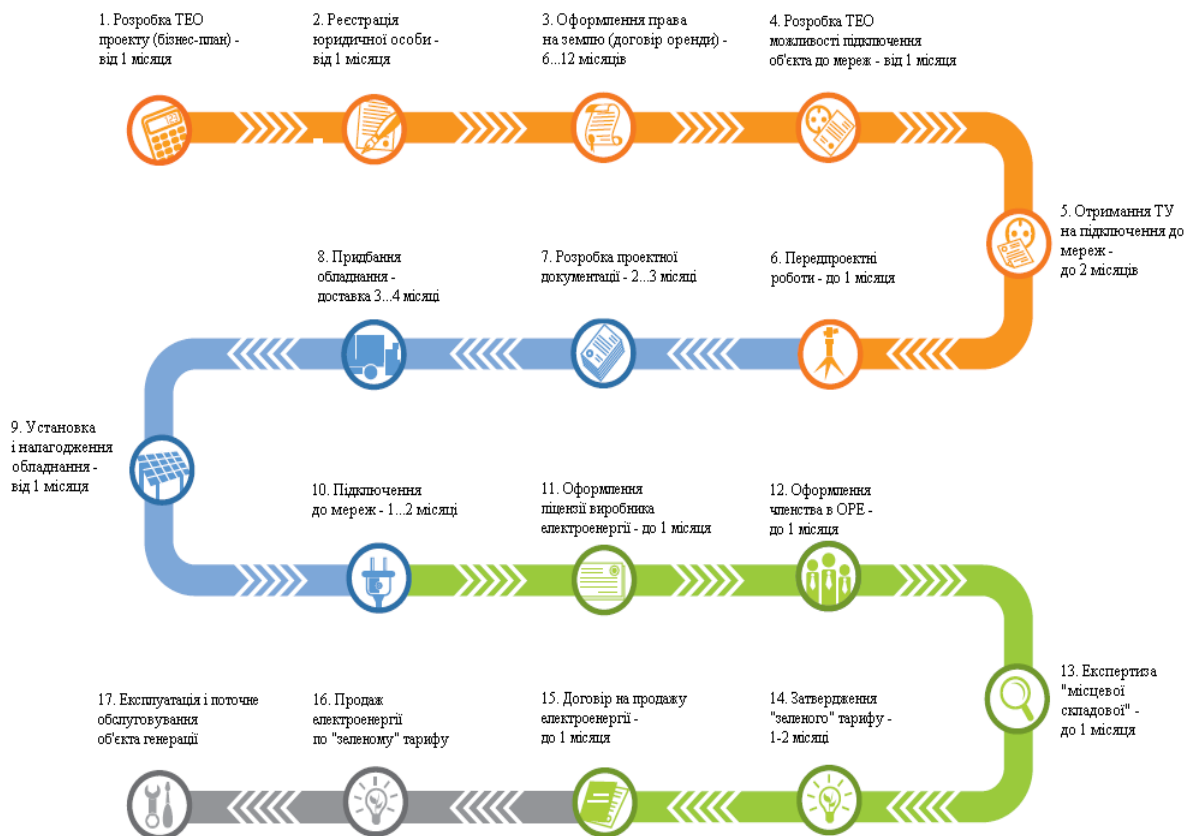 1. Розробка ТЕО
проекту (бізнес-план) -
від 1 місяця
2. Реєстрація
юридичної особи -
від 1 місяця
3. Оформлення права
на землю (договір оренди) -
6...12 місяців
4. Розробка ТЕО
можливості підключення
об'єкта до мереж - від 1 місяця
5. Отримання ТУ
на підключення до
мереж -
до 2 місяців
6. Передпроектні
роботи - до 1 місяця
7. Розробка проектної
документації - 2...3 місяці
8. Придбання
обладнання -
доставка 3...4 місяці
9. Установка
і налагодження
обладнання -
від 1 місяця
10. Підключення
до мереж - 1...2 місяці
11. Оформлення
ліцензії виробника
електроенергії - до 1 місяця
12. Оформлення
членства в ОРЕ -
до 1 місяця
13. Експертиза
"місцевої
складової" -
до 1 місяця
14. Затвердження
"зеленого" тарифу -
1-2 місяці
15. Договір на продажу
електроенергії -
до 1 місяця
16. Продаж
електроенергії
по "зеленому" тарифу
17. Експлуатація і поточне
обслуговування
об'єкта генерації
123